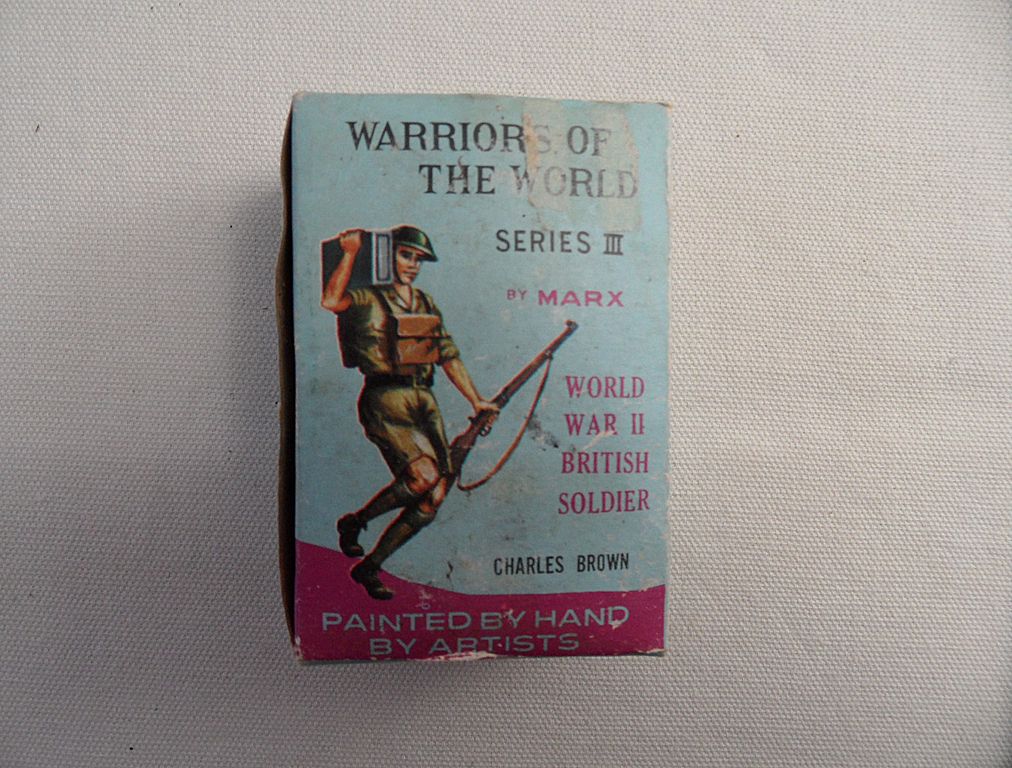 WARRIORS OF
THE WORLD
SERIES III
BY MARX
WORLD
WAR II
BRITISH
SOLDIER
CHARLES BROWN
PAINTED BY HAND
BY ARTISTS